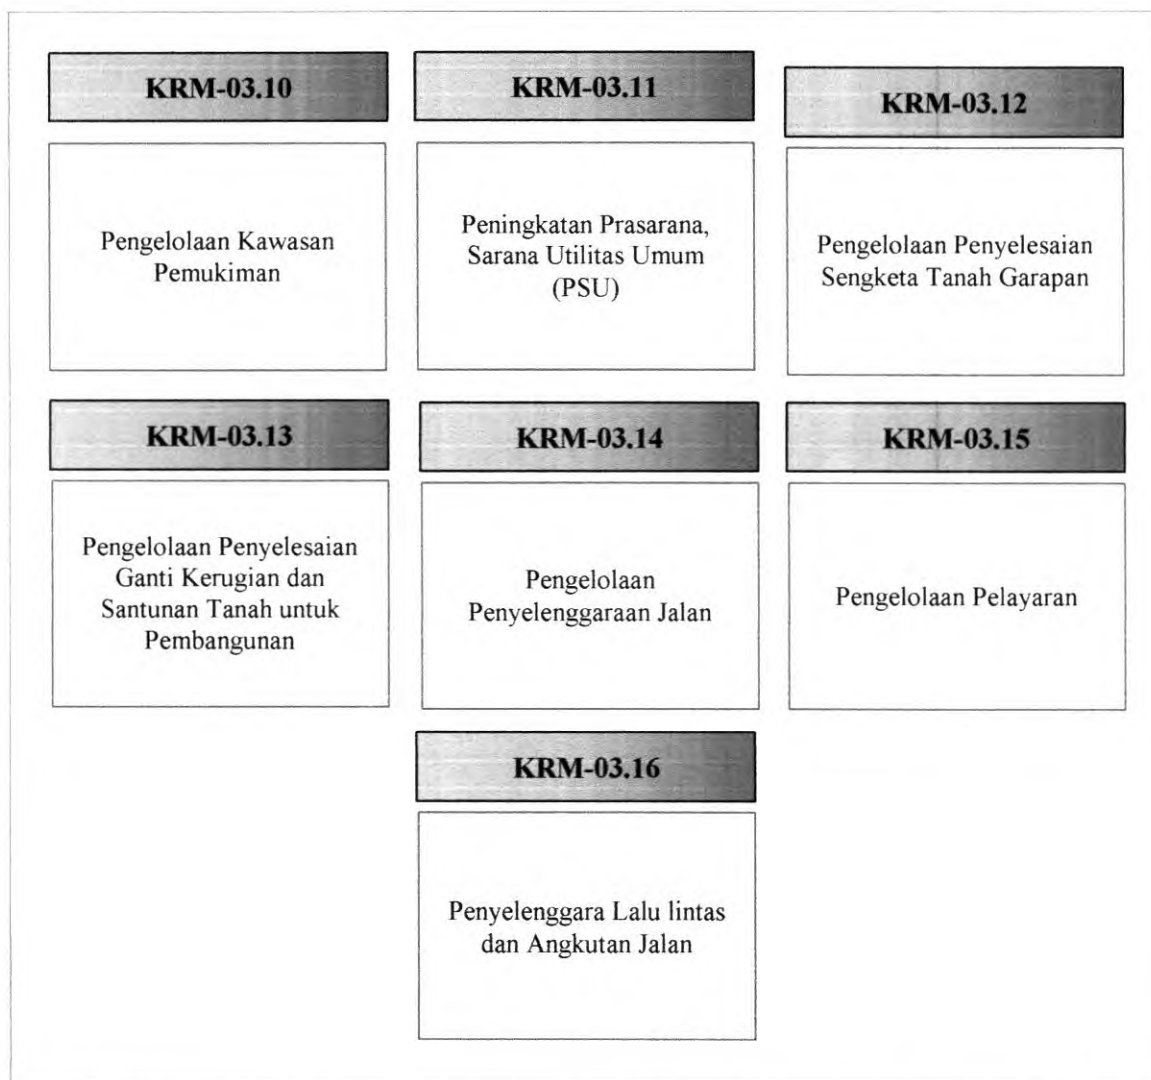 KRM-03.10
Pengelolaan Kawasan
Pemukiman
KRM-03.11
Peningkatan Prasarana,
Sarana Utilitas Umum
(PSU)
KRM-03.12
Pengelolaan Penyelesaian
Sengketa Tanah Garapan
KRM-03.13
Pengelolaan Penyelesaian
Ganti Kerugian dan
Santunan Tanah untuk
Pembangunan
KRM-03.14
Pengelolaan
Penyelenggaraan Jalan
KRM-03.15
Pengelolaan Pelayaran
KRM-03.16
Penyelenggara Lalu lintas
dan Angkutan Jalan